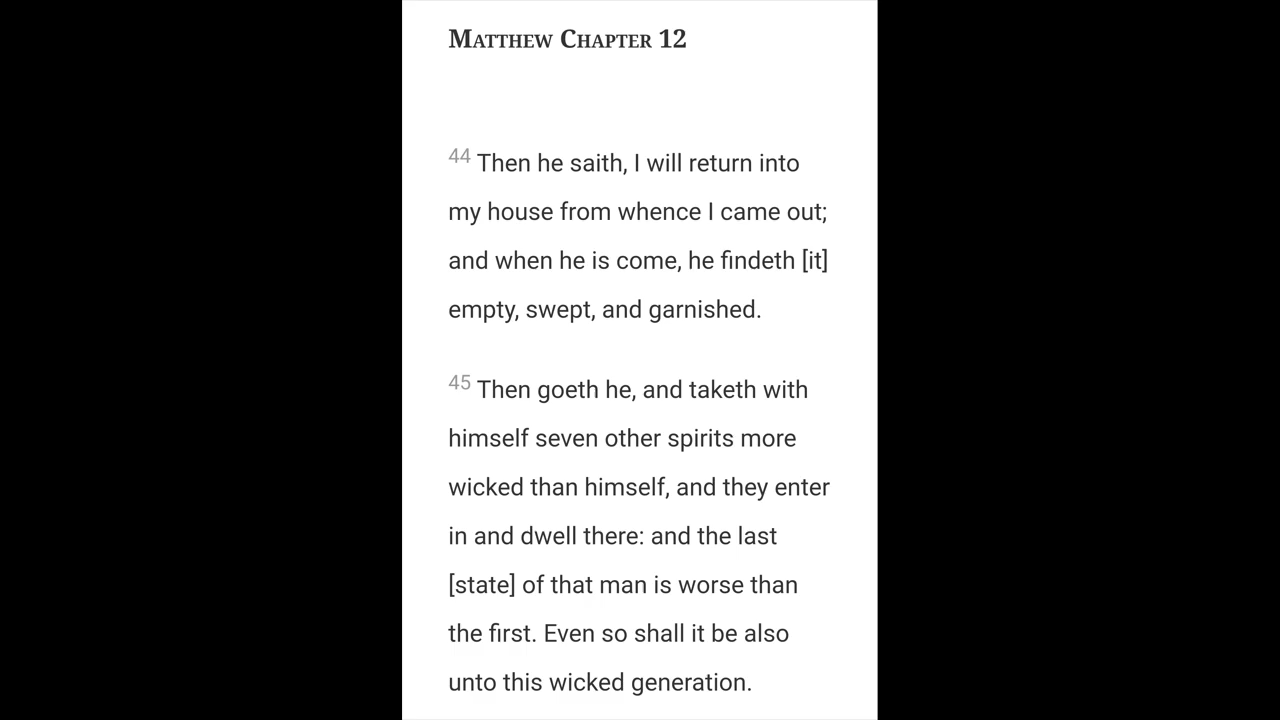 Matthew Chapter 12
44 Then he saith, I will return into
my house from whence I came out;
and when he is come, he findeth [it]
empty, swept, and garnished.
45 Then goeth he, and taketh with
himself seven other spirits more
wicked than himself, and they enter
in and dwell there: and the last
[state] of that man is worse than
the first. Even so shall it be also
unto this wicked generation.